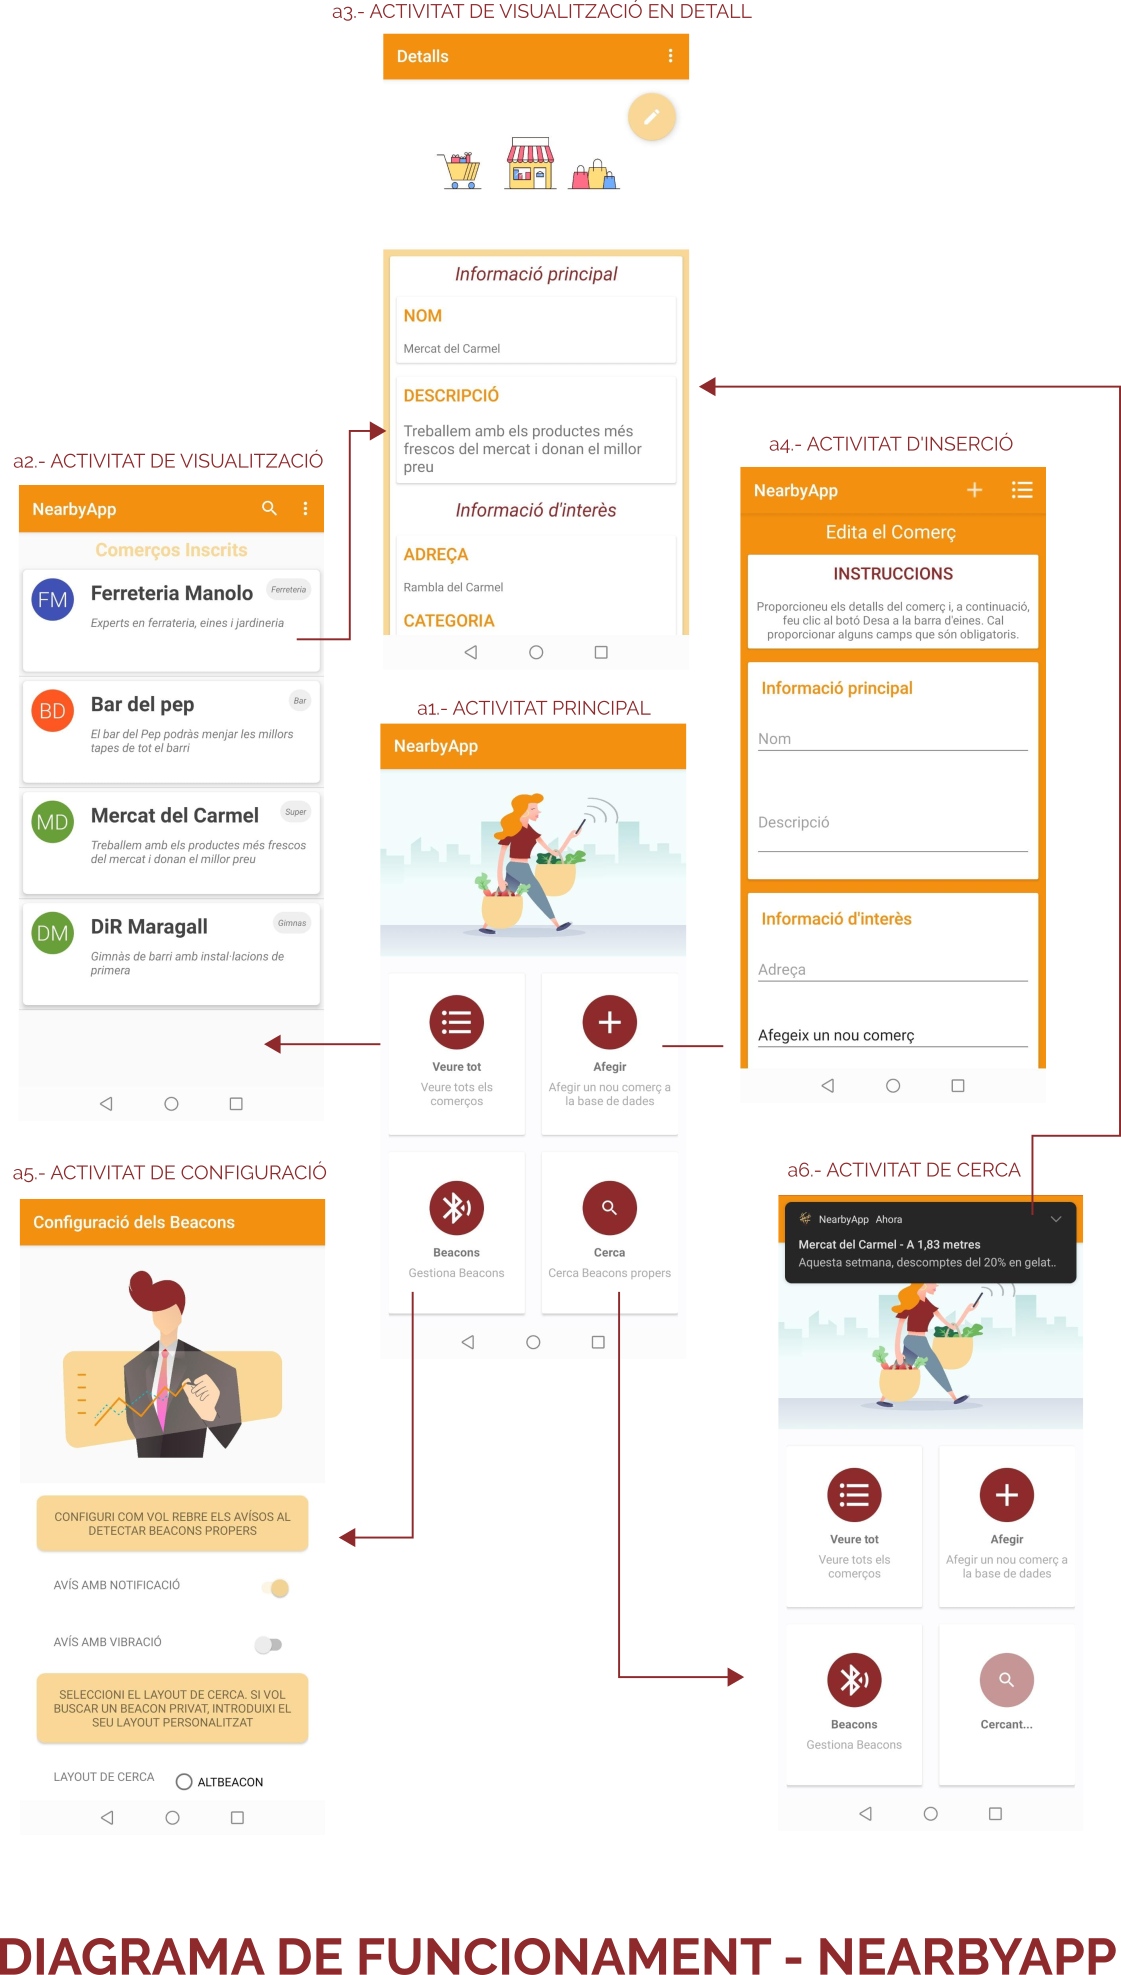 a3.- ACTIVITAT DE VISUALITZACIÓ EN DETALL
Detalls
Informació principal
NOM
Mercat del Carmel
DESCRIPCIÓ
Treballem amb els productes més
frescos del mercat i donan el millor
preu
Informació d'interès
ADREÇA
Rambla del Carmel
CATEGORIA
a2.- ACTIVITAT DE VISUALITZACIÓ
NearbyApp
Comerços Inscrits
FM
Ferreteria Manolo
Ferreteria
Experts en ferrateria, eines i jardineria
BD
Bar del pep
Bar
El bar del Pep podràs menjar les millors
tapes de tot el barri
MD
Mercat del Carmel
Super
Treballem amb els productes més frescos
del mercat i donan el millor preu
DM
DiR Maragall
Gimnas
Gimnàs de barri amb instal·lacions de
primera
a4.- ACTIVITAT D'INSERCIÓ
NearbyApp
Edita el Comerç
INSTRUCCIONS
Proporcioneu els detalls del comerç i, a continuació,
feu clic al botó Desa a la barra d'eines. Cal
proporcionar alguns camps que són obligatoris.
Informació principal
Nom
Descripció
Informació d'interès
Adreça
Afegeix un nou comerç
a1.- ACTIVITAT PRINCIPAL
NearbyApp
Veure tot
Veure tots els
comerços
Afegir
Afegir un nou comerç a
la base de dades
Beacons
Gestiona Beacons
Cerca
Cerca Beacons propers
a5.- ACTIVITAT DE CONFIGURACIÓ
Configuració dels Beacons
CONFIGURI COM VOL REBRE ELS AVÍSOS AL
DETECTAR BEACONS PROPERS
AVÍS AMB NOTIFICACIÓ
AVÍS AMB VIBRACIÓ
SELECCIONI EL LAYOUT DE CERCA. SI VOL
BUSCAR UN BEACON PRIVAT, INTRODUIXI EL
SEU LAYOUT PERSONALITZAT
LAYOUT DE CERCA
ALTBEACON
a6.- ACTIVITAT DE CERCA
NearbyApp Ahora
Mercat del Carmel - A 1,83 metres
Aquesta setmana, descomptes del 20% en gelat..
Veure tot
Veure tots els
comerços
Afegir
Afegir un nou comerç a
la base de dades
Beacons
Gestiona Beacons
Cercant...
DIAGRAMA DE FUNCIONAMENT - NEARBYAPP